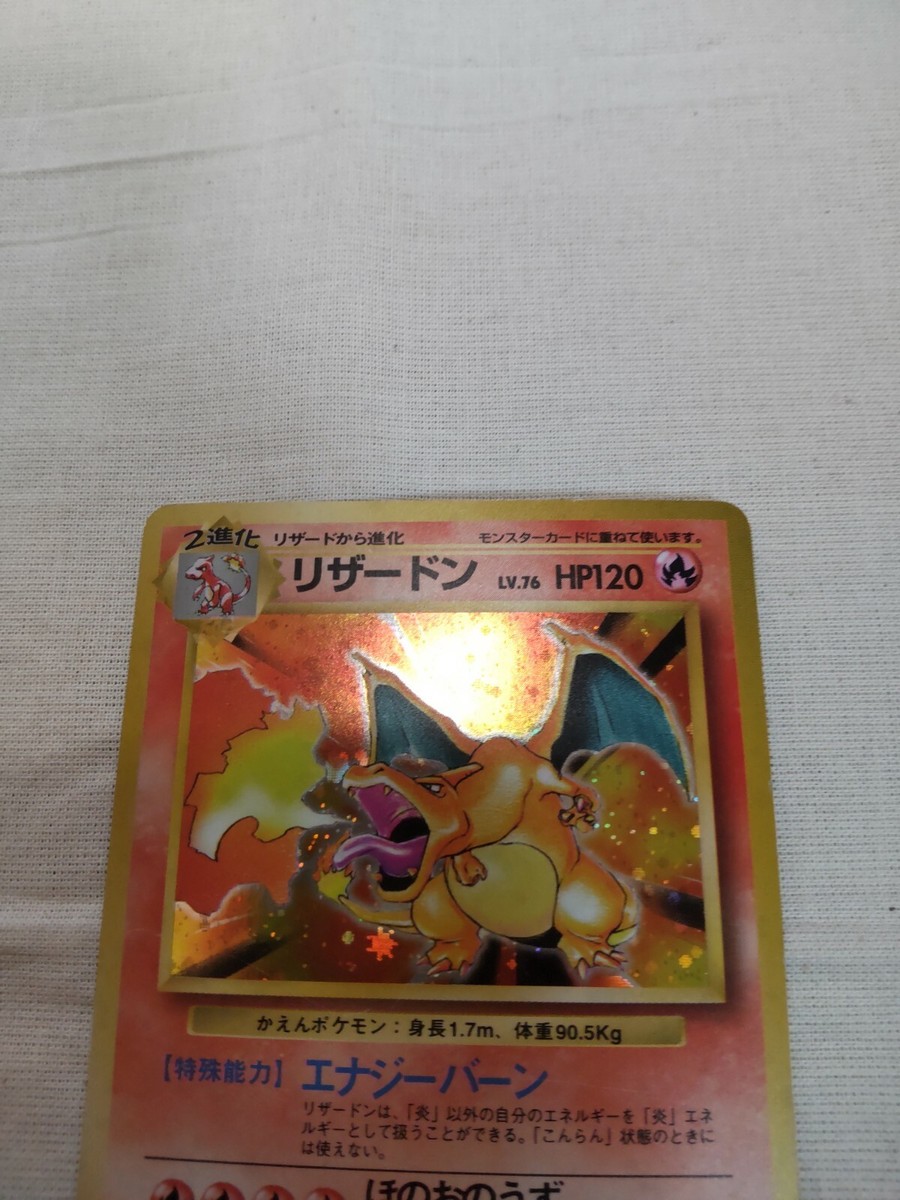 2進化 リザードから進化 モンスターカードに重ねて使います。
リザードン LV.76 HP120
かえんポケモン：身長1.7m、体重90.5Kg
【特殊能力】エナジーバーン
リザードンは、「炎」以外の自分のエネルギーを「炎」エネ
ルギーとして扱うことができる。「こんらん」状態のときに
は使えない。
ほのおのうず